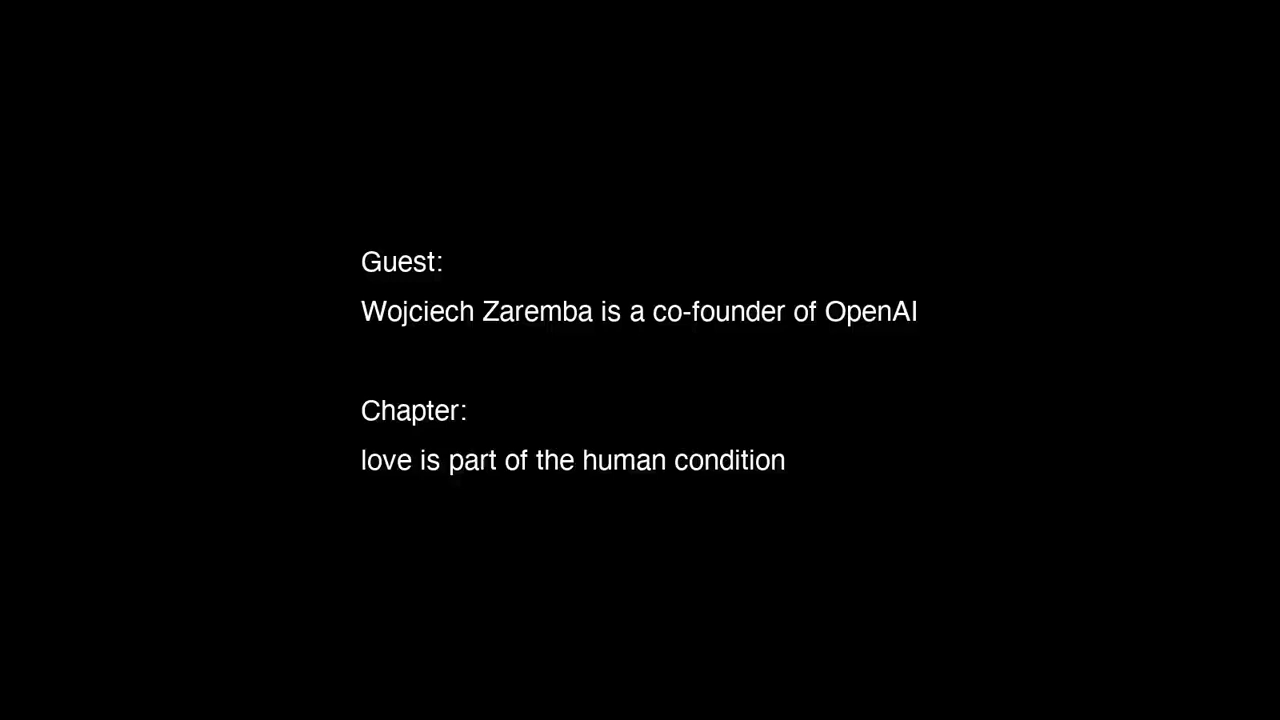 Guest:
Wojciech Zaremba is a co-founder of OpenAI
Chapter:
love is part of the human condition